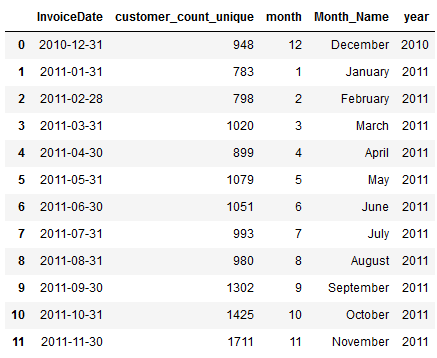 InvoiceDate customer_count_unique month Month_Name year
0 2010-12-31 948 12 December 2010
1 2011-01-31 783 1 January 2011
2 2011-02-28 798 2 February 2011
3 2011-03-31 1020 3 March 2011
4 2011-04-30 899 4 April 2011
5 2011-05-31 1079 5 May 2011
6 2011-06-30 1051 6 June 2011
7 2011-07-31 993 7 July 2011
8 2011-08-31 980 8 August 2011
9 2011-09-30 1302 9 September 2011
10 2011-10-31 1425 10 October 2011
11 2011-11-30 1711 11 November 2011